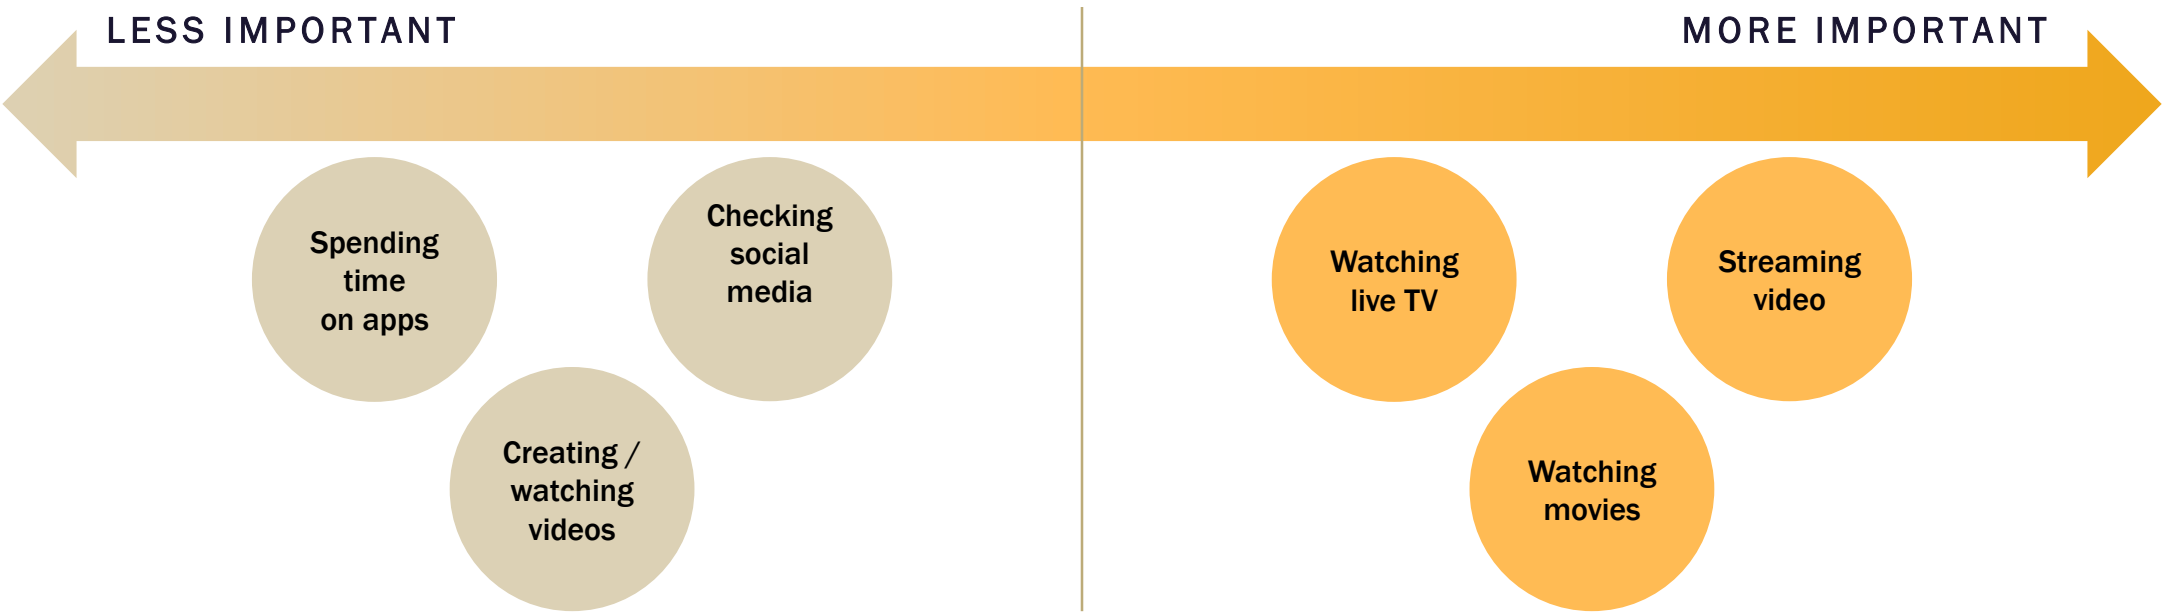 LESS IMPORTANT
MORE IMPORTANT
Spending
time
on apps
Checking
social
media
Creating /
watching
videos
Watching
live TV
Streaming
video
Watching
movies